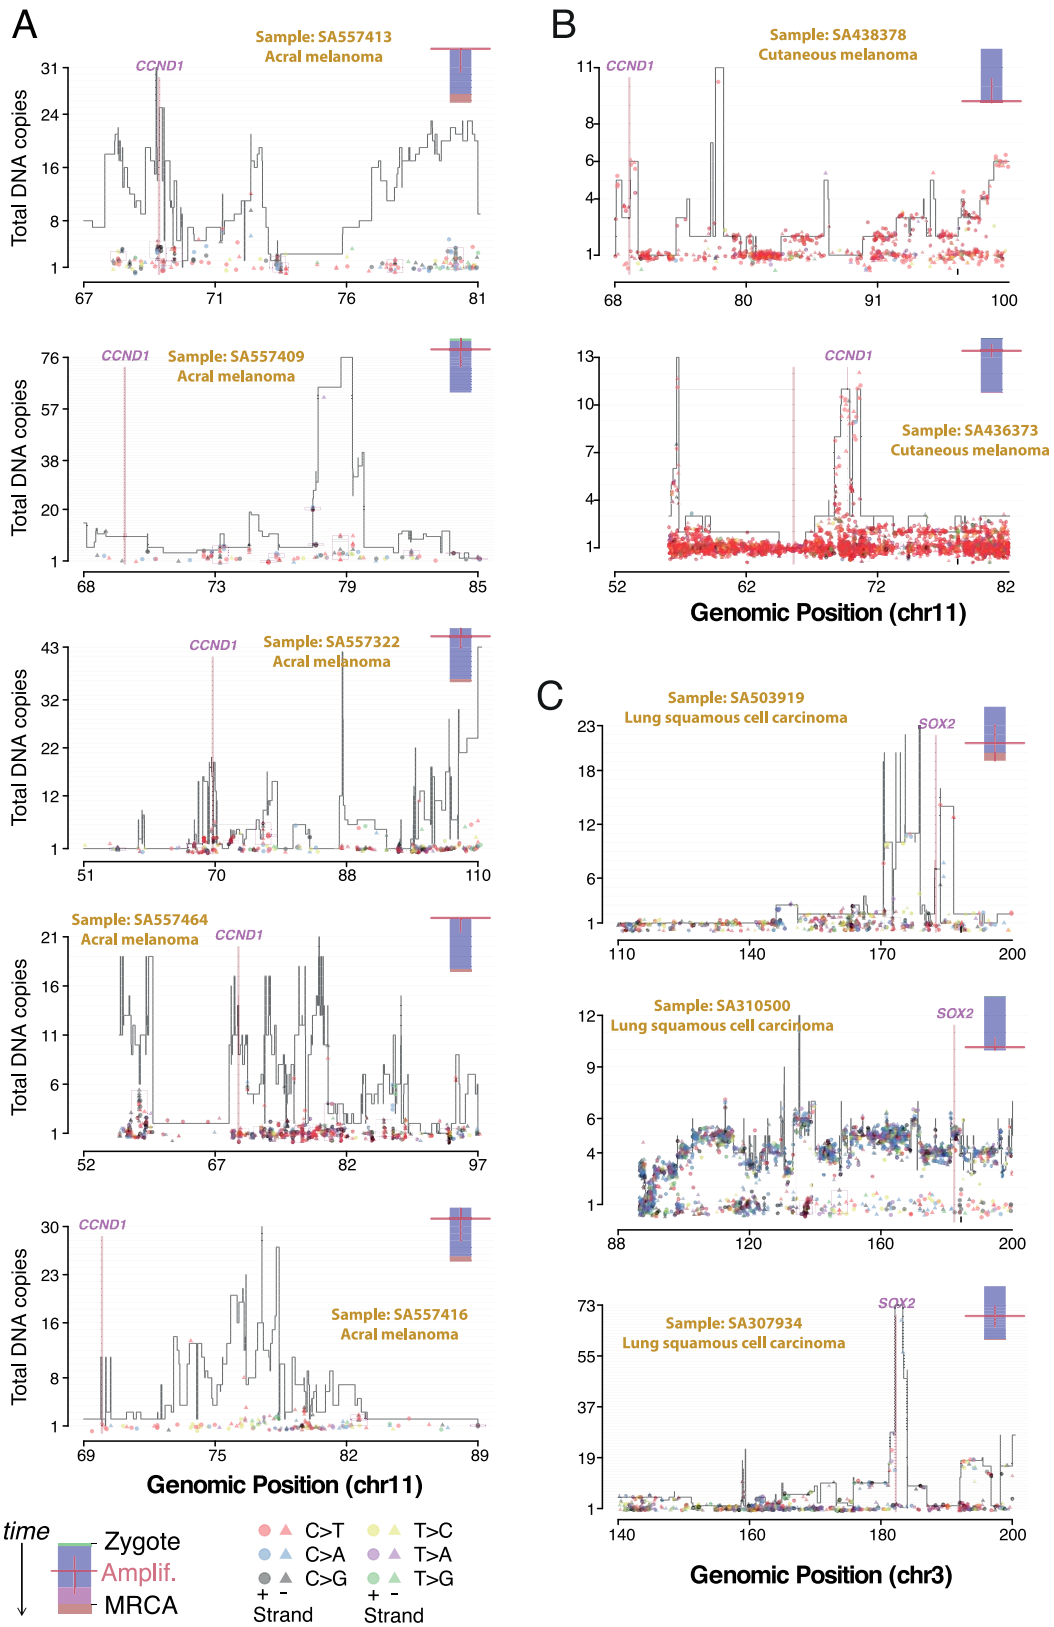 A
Sample: SA557413
Acral melanoma
CCND1
Total DNA copies
31
24
16
8
1
67
71
76
81
CCND1
Sample: SA557409
Acral melanoma
Total DNA copies
76
57
38
20
1
68
73
79
85
CCND1
Sample: SA557322
Acral melanoma
Total DNA copies
43
32
22
12
1
51
70
88
110
Sample: SA557464
Acral melanoma
CCND1
Total DNA copies
21
16
11
6
1
52
67
82
97
CCND1
Sample: SA557416
Acral melanoma
Total DNA copies
30
23
16
8
1
69
75
82
89
Genomic Position (chr11)
B
Sample: SA438378
Cutaneous melanoma
CCND1
11
8
6
4
1
68
80
91
100
CCND1
Sample: SA436373
Cutaneous melanoma
13
10
7
4
1
52
62
72
82
Genomic Position (chr11)
C
Sample: SA503919
Lung squamous cell carcinoma
SOX2
23
18
12
6
1
110
140
170
200
Sample: SA310500
Lung squamous cell carcinoma
SOX2
12
9
6
4
1
88
120
160
200
SOX2
Sample: SA307934
Lung squamous cell carcinoma
73
55
37
19
1
140
160
180
200
Genomic Position (chr3)
time
Zygote
Amplif.
MRCA
C>T
C>A
C>G
+ -
Strand
T>C
T>A
T>G
+ -
Strand